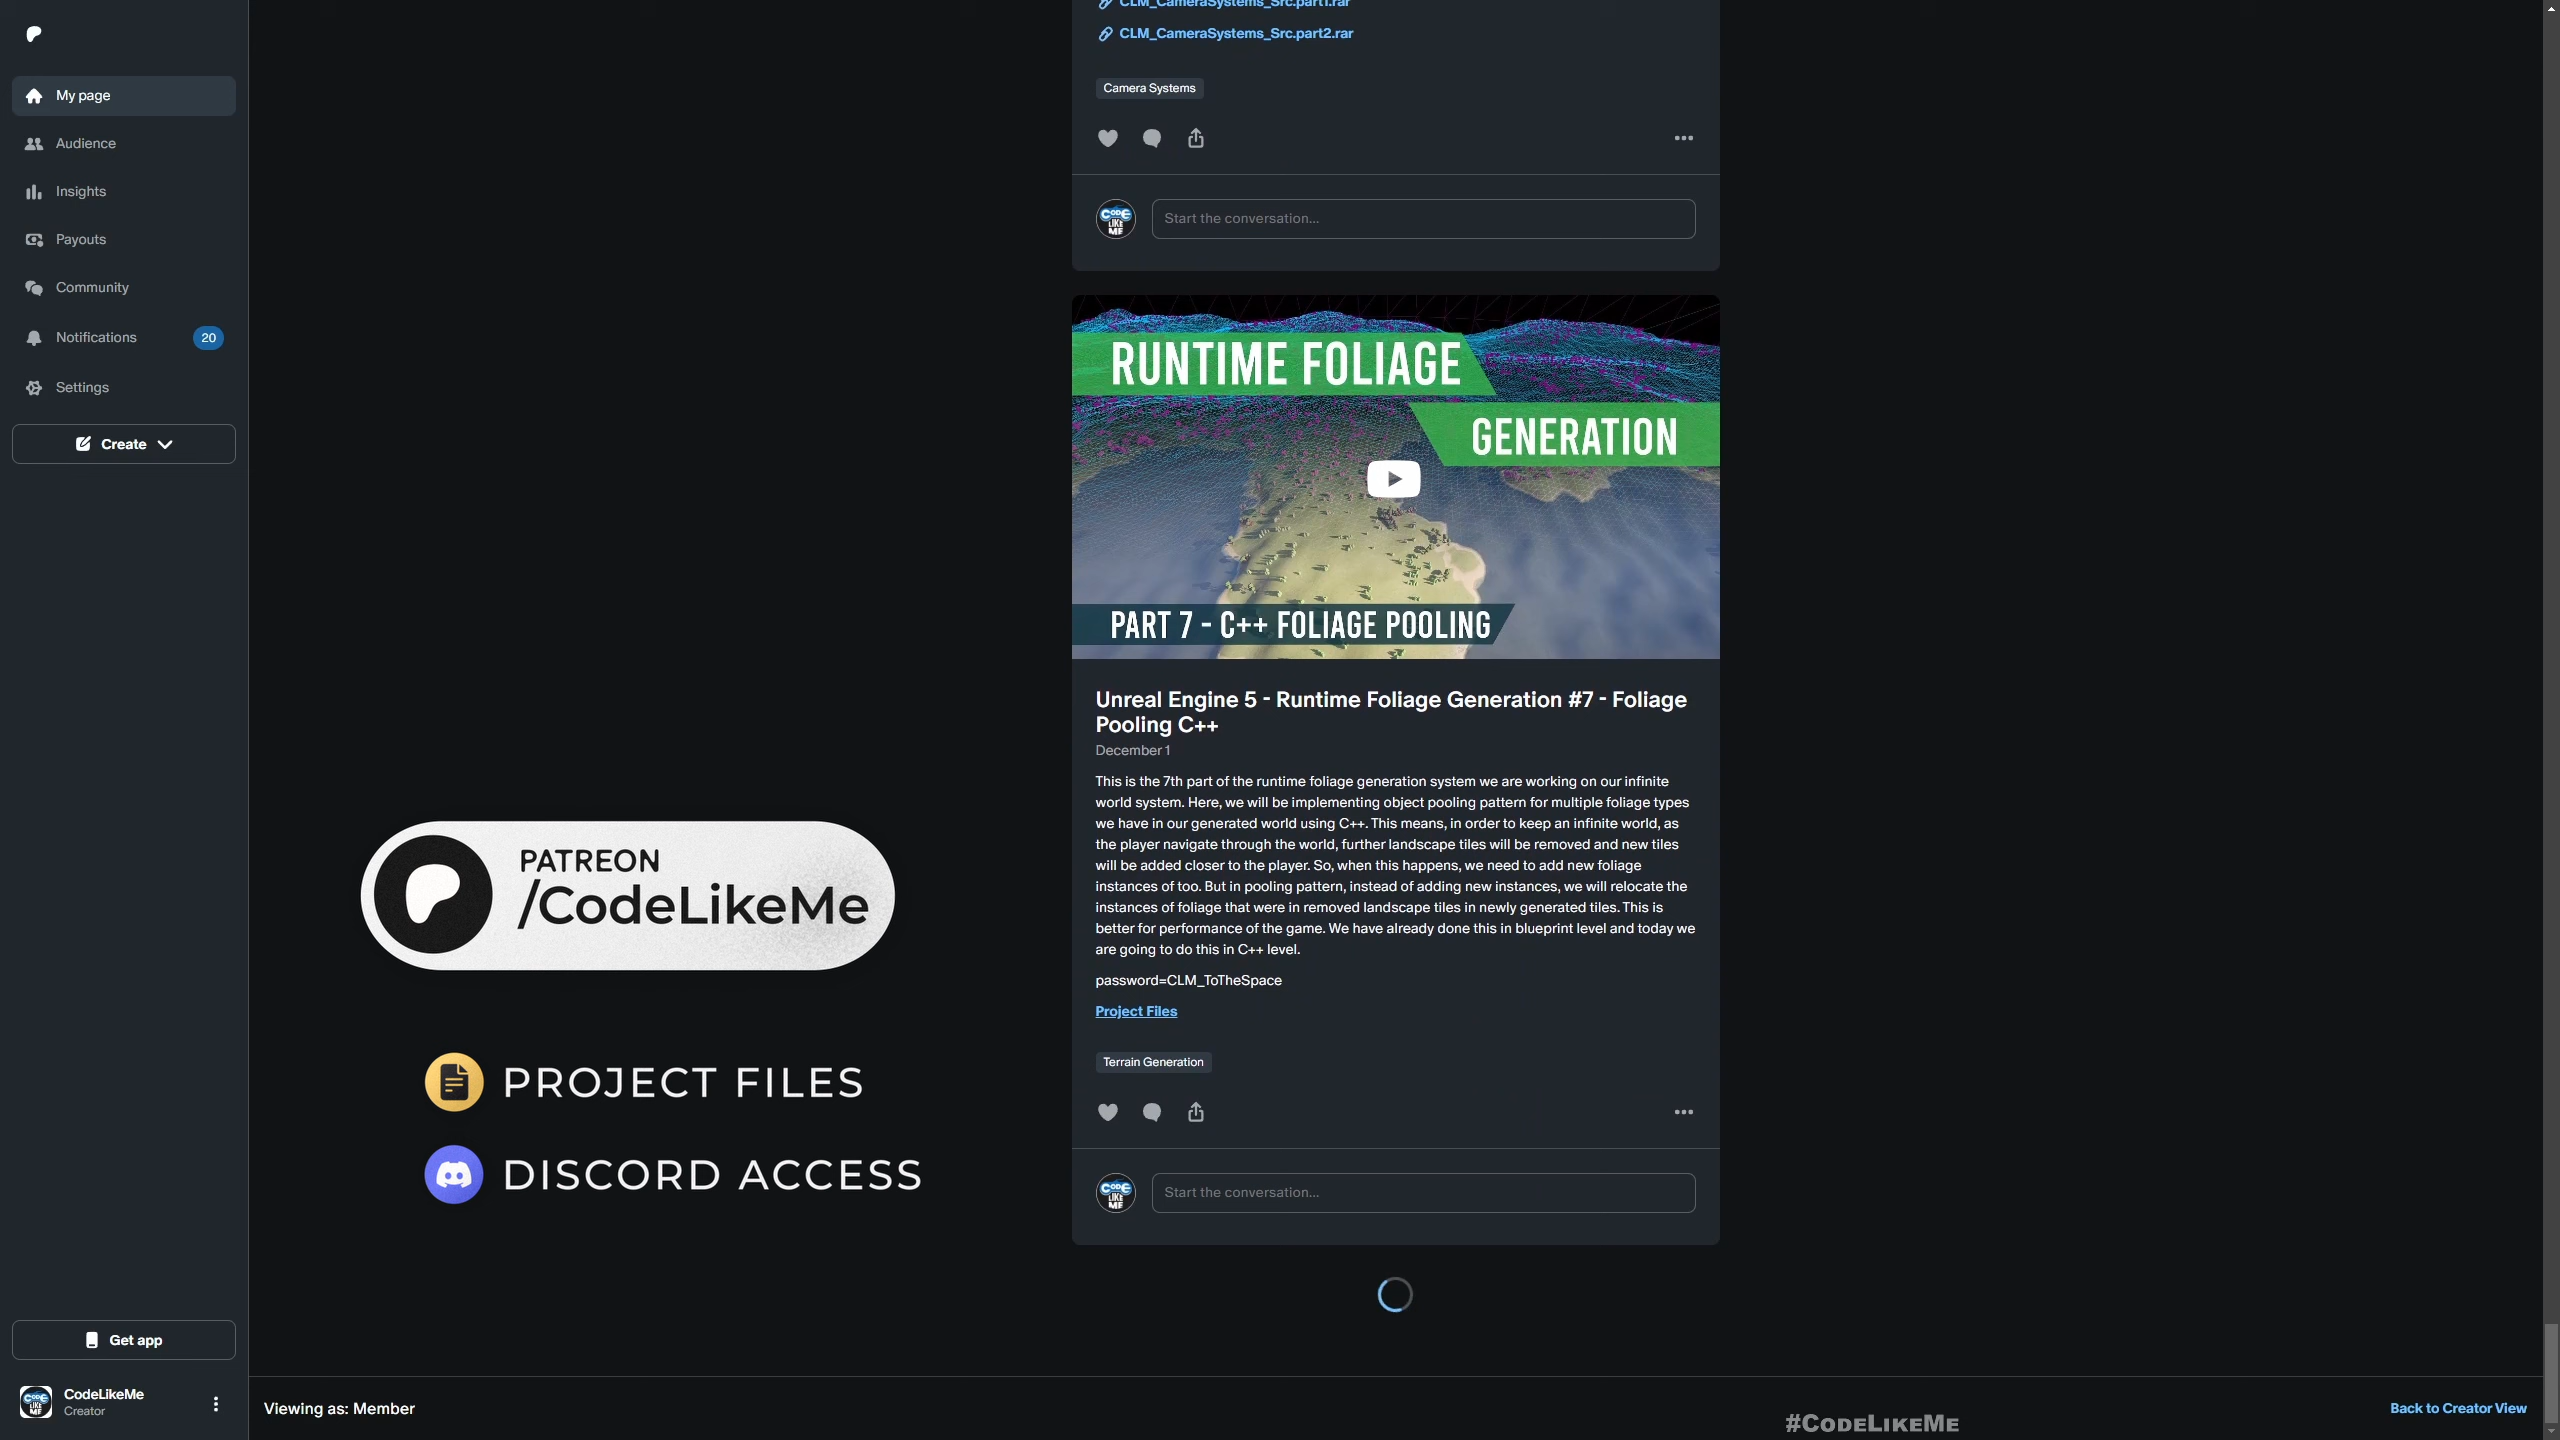 My page
Audience
Insights
Payouts
Community
Notifications 20
Settings
Create
Get app
CodeLikeMe
Creator
CLM_CameraSystems_Src.part1.rar
CLM_CameraSystems_Src.part2.rar
Camera Systems
CODE LIKE ME
Start the conversation...
RUNTIME FOLIAGE
GENERATION
PART 7 - C++ FOLIAGE POOLING
Unreal Engine 5 - Runtime Foliage Generation #7 - Foliage
Pooling C++
December 1
This is the 7th part of the runtime foliage generation system we are working on our infinite
world system. Here, we will be implementing object pooling pattern for multiple foliage types
we have in our generated world using C++. This means, in order to keep an infinite world, as
the player navigate through the world, further landscape tiles will be removed and new tiles
will be added closer to the player. So, when this happens, we need to add new foliage
instances of too. But in pooling pattern, instead of adding new instances, we will relocate the
instances of foliage that were in removed landscape tiles in newly generated tiles. This is
better for performance of the game. We have already done this in blueprint level and today we
are going to do this in C++ level.
password=CLM_ToTheSpace
Project Files
Terrain Generation
CODE LIKE ME
Start the conversation...
PATREON
/CodeLikeMe
PROJECT FILES
DISCORD ACCESS
CODE LIKE ME
Viewing as: Member
#CodeLikeMe
Back to Creator View